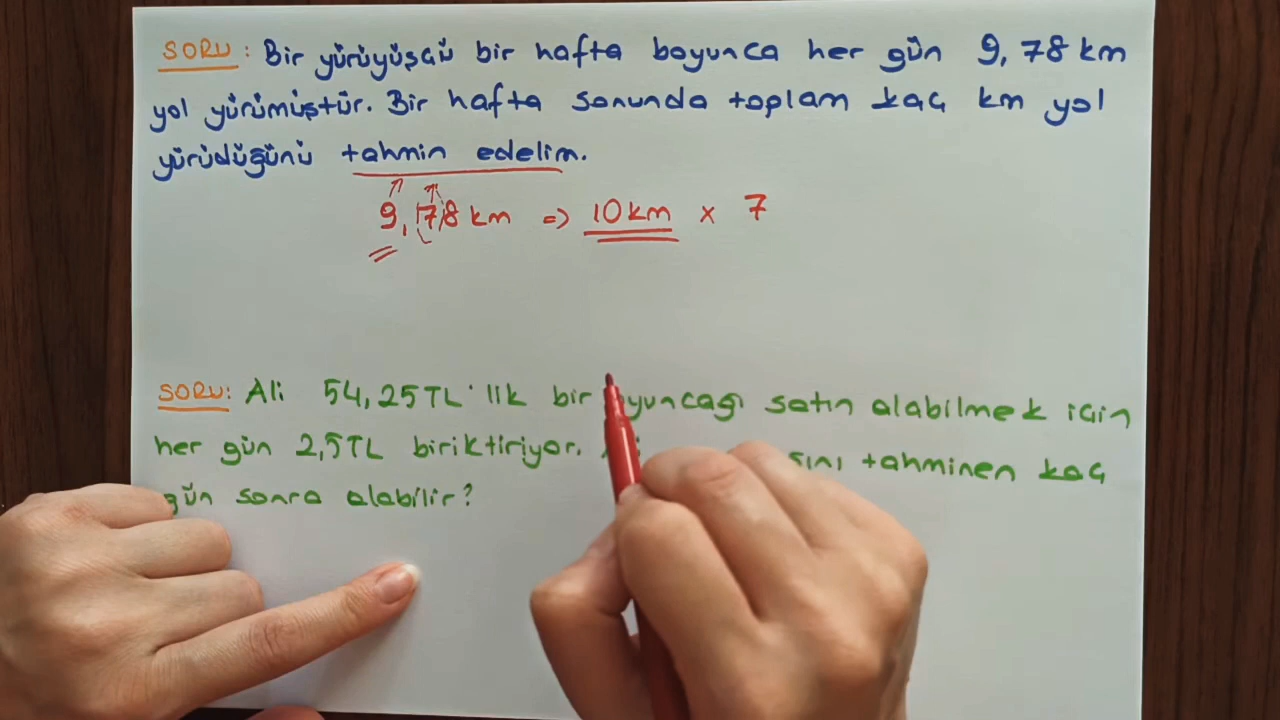 SORU : Bir yürüyüşcü bir hafta boyunca her gün 9,78 km
yol yürümüştür. Bir hafta sonunda toplam kaç km yol
yürüdüğünü tahmin edelim.
9,78 km => 10 km x 7
SORU: Ali 54,25 TL'lik bir oyuncağı satın alabilmek için
her gün 2,5 TL biriktiriyor. tahminen kaç
gün sonra alabilir?